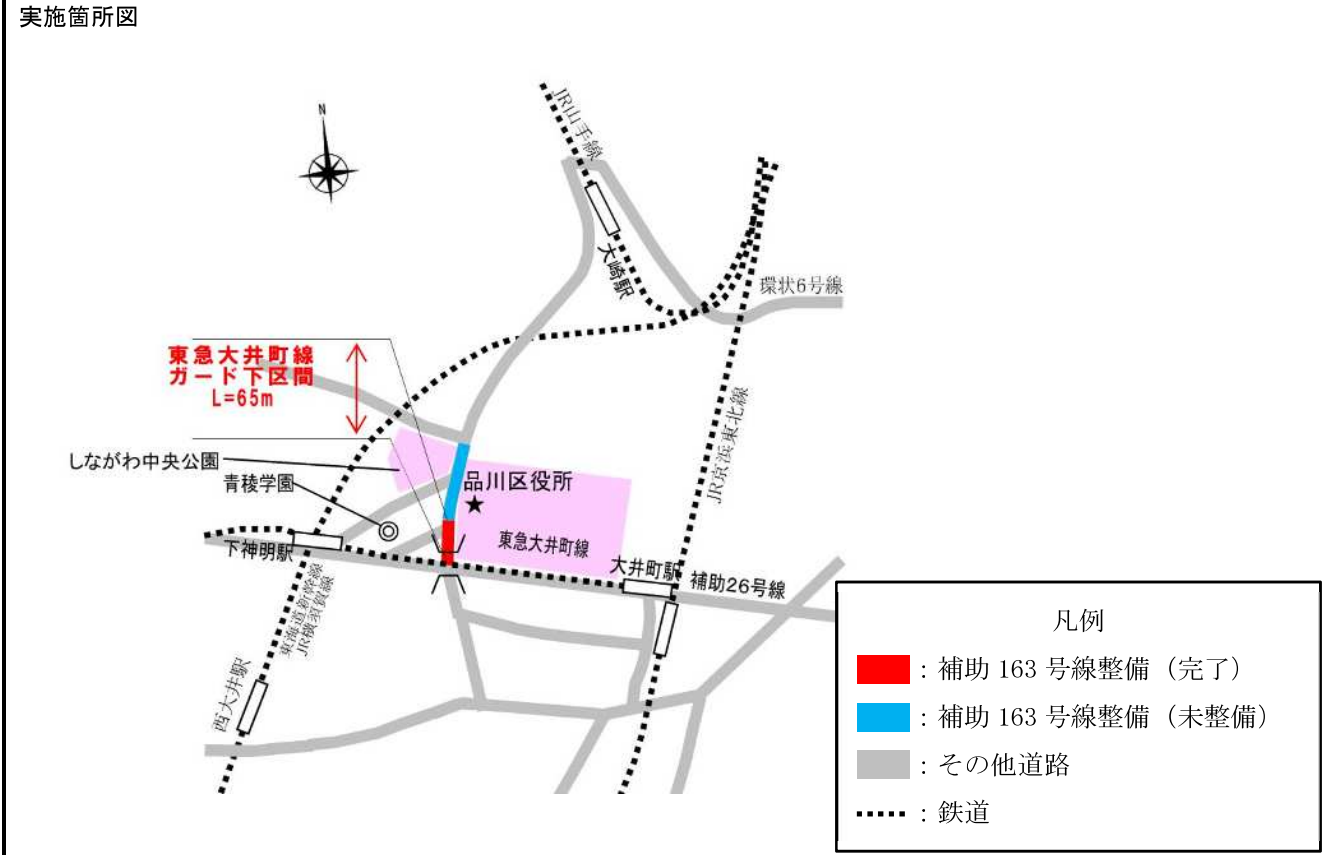 実施箇所図
N
JR山手線
大崎駅
環状6号線
東急大井町線
ガード下区間
L=65m
JR京浜東北線
しながわ中央公園
青稜学園
品川区役所
★
下神明駅
東急大井町線
大井町駅
補助26号線
東海道新幹線
JR横須賀線
西大井駅
凡例
：補助 163 号線整備（完了）
：補助 163 号線整備（未整備）
：その他道路
：鉄道